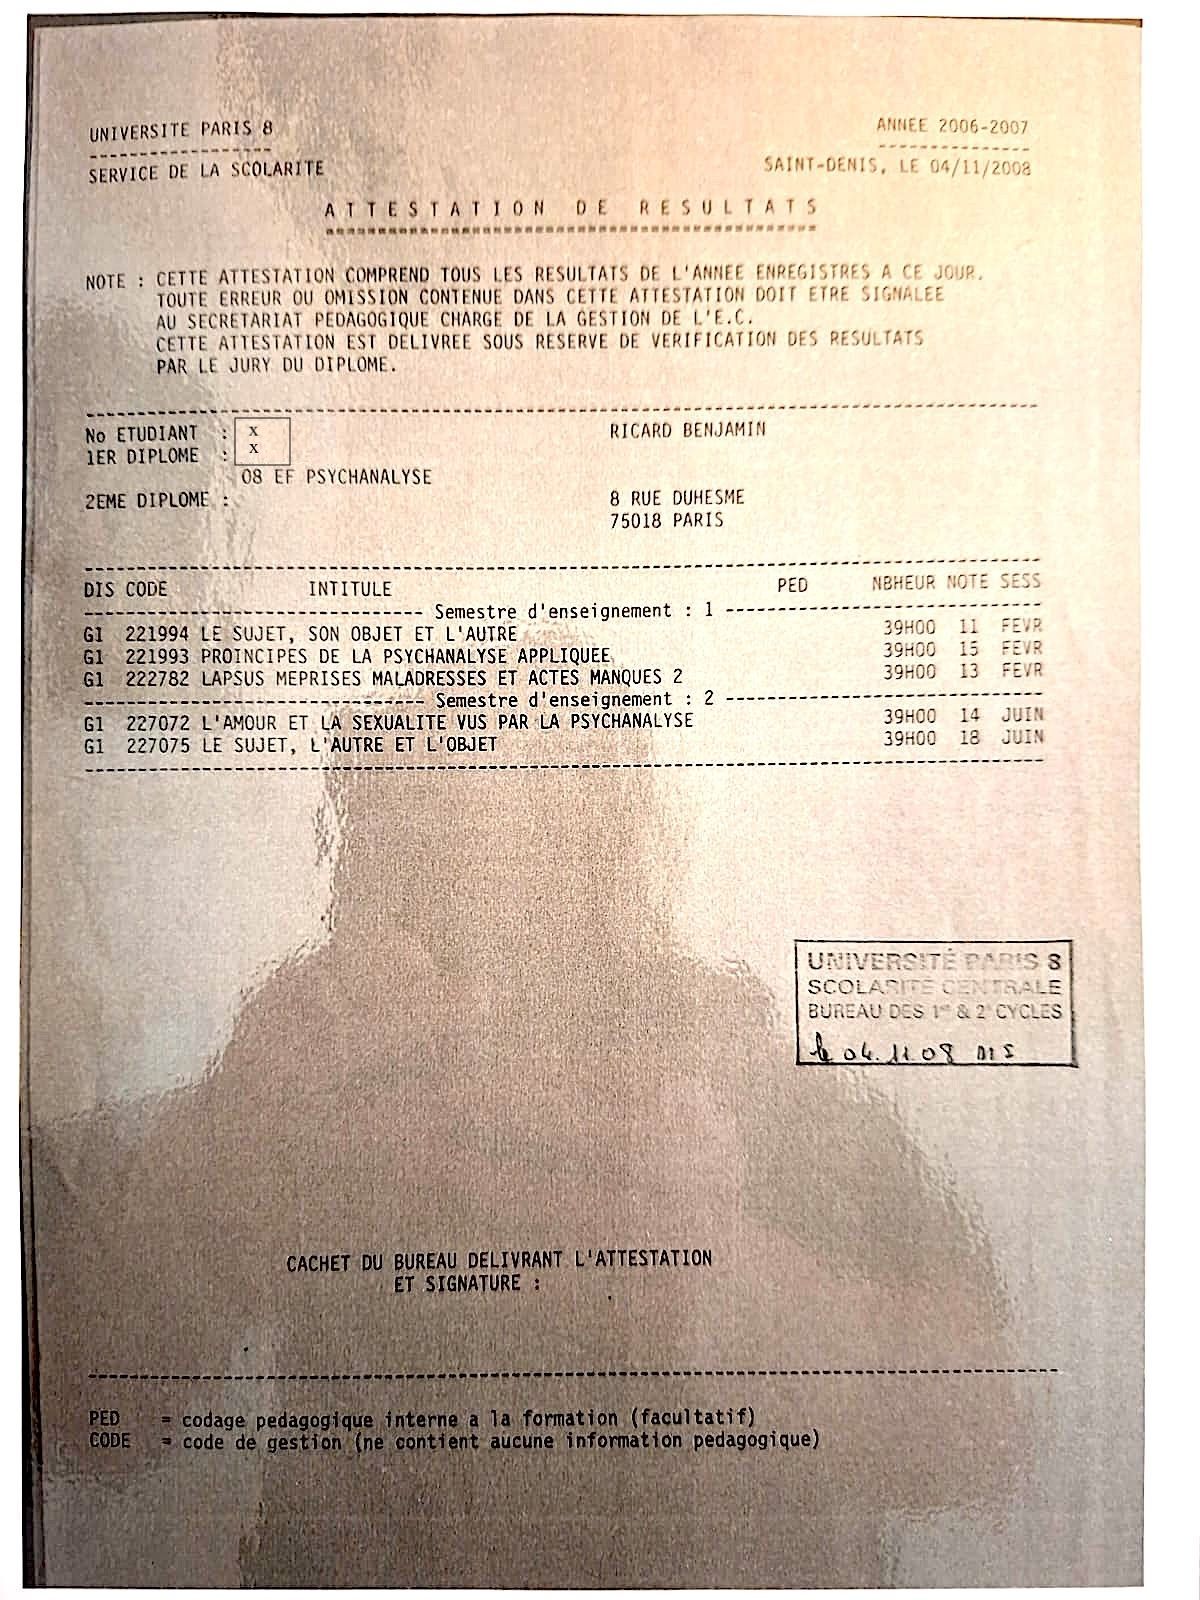 UNIVERSITE PARIS 8
ANNEE 2006-2007
SERVICE DE LA SCOLARITE
SAINT-DENIS, LE 04/11/2008
ATTESTATION DE RESULTATS
NOTE : CETTE ATTESTATION COMPREND TOUS LES RESULTATS DE L'ANNEE ENREGISTRES A CE JOUR.
TOUTE ERREUR OU OMISSION CONTENUE DANS CETTE ATTESTATION DOIT ETRE SIGNALEE
AU SECRETARIAT PEDAGOGIQUE CHARGE DE LA GESTION DE L'E.C.
CETTE ATTESTATION EST DELIVREE SOUS RESERVE DE VERIFICATION DES RESULTATS
PAR LE JURY DU DIPLOME.
No ETUDIANT : x RICARD BENJAMIN
1ER DIPLOME : x
08 EF PSYCHANALYSE
2EME DIPLOME : 8 RUE DUHESME
75018 PARIS
DIS CODE INTITULE PED NBHEUR NOTE SESS
Semestre d'enseignement : 1
G1 221994 LE SUJET, SON OBJET ET L'AUTRE 39H00 11 FEVR
G1 221993 PROINCIPES DE LA PSYCHANALYSE APPLIQUEE 39H00 15 FEVR
G1 222782 LAPSUS MEPRISES MALADRESSES ET ACTES MANQUES 2 39H00 13 FEVR
Semestre d'enseignement : 2
G1 227072 L'AMOUR ET LA SEXUALITE VUS PAR LA PSYCHANALYSE 39H00 14 JUIN
G1 227075 LE SUJET, L'AUTRE ET L'OBJET 39H00 18 JUIN
UNIVERSITÉ PARIS 8
SCOLARITE CENTRALE
BUREAU DES 1er & 2e CYCLES
le 04.11.08
CACHET DU BUREAU DELIVRANT L'ATTESTATION
ET SIGNATURE :
PED = codage pedagogique interne a la formation (facultatif)
CODE = code de gestion (ne contient aucune information pedagogique)